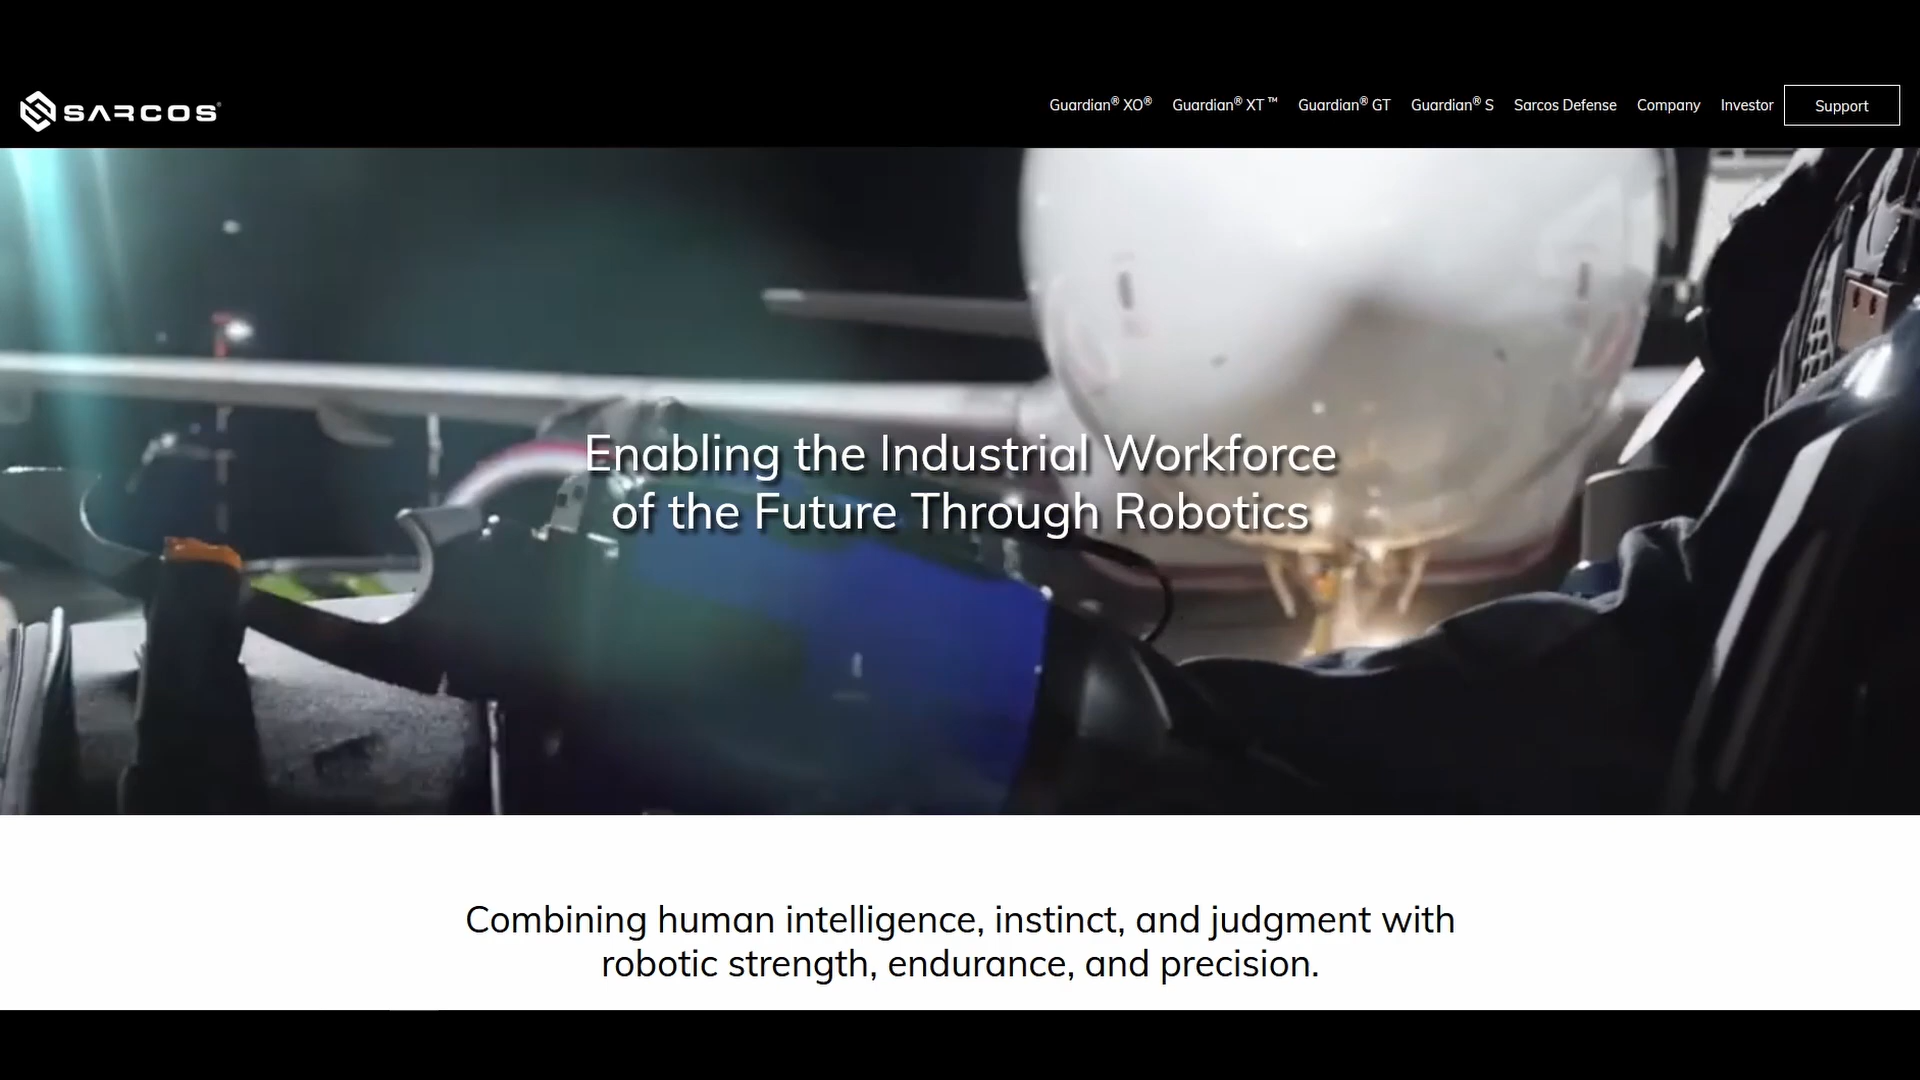 SARCOS®
Guardian® XO® Guardian® XT™ Guardian® GT Guardian® S Sarcos Defense Company Investor Support
Enabling the Industrial Workforce
of the Future Through Robotics
Combining human intelligence, instinct, and judgment with
robotic strength, endurance, and precision.